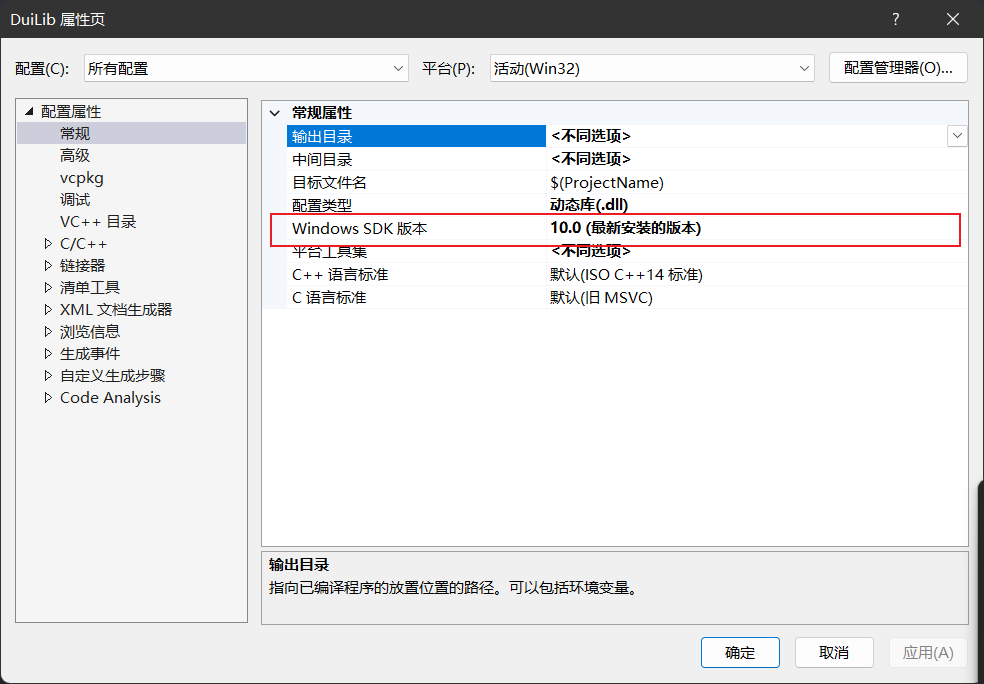 DuiLib 属性页
配置(C): 所有配置 平台(P): 活动(Win32) 配置管理器(O)...
配置属性
常规
高级
vcpkg
调试
VC++ 目录
C/C++
链接器
清单工具
XML 文档生成器
浏览信息
生成事件
自定义生成步骤
Code Analysis
常规属性
输出目录 <不同选项>
中间目录 <不同选项>
目标文件名 $(ProjectName)
配置类型 动态库(.dll)
Windows SDK 版本 10.0 (最新安装的版本)
平台工具集 <不同选项>
C++ 语言标准 默认(ISO C++14 标准)
C 语言标准 默认(旧 MSVC)
输出目录
指向已编译程序的放置位置的路径。可以包括环境变量。
确定 取消 应用(A)